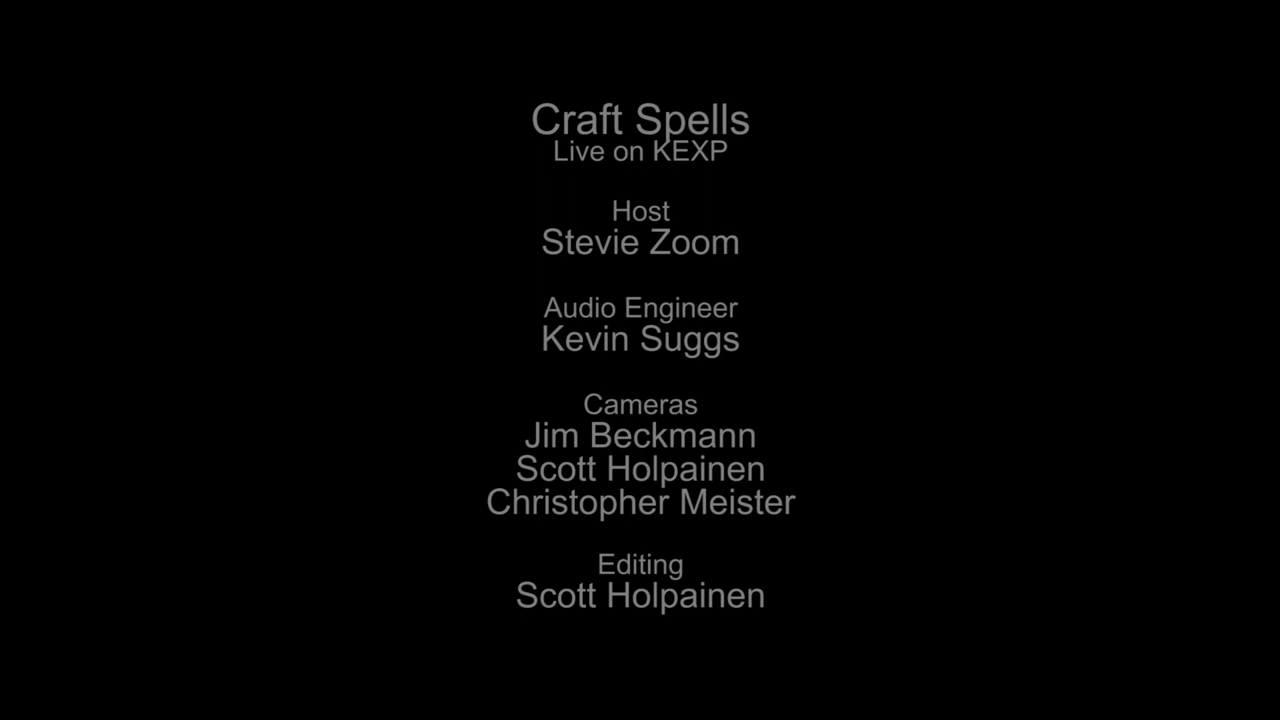 Craft Spells
Live on KEXP
Host
Stevie Zoom
Audio Engineer
Kevin Suggs
Cameras
Jim Beckmann
Scott Holpainen
Christopher Meister
Editing
Scott Holpainen